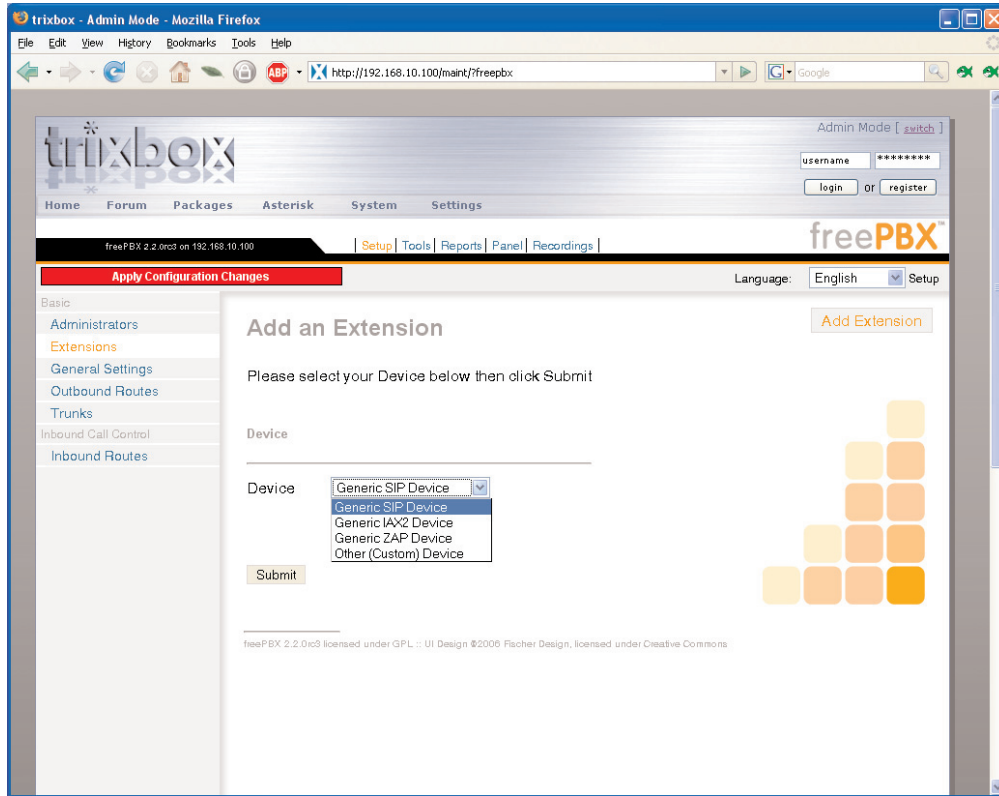 trixbox - Admin Mode - Mozilla Firefox
File Edit View History Bookmarks Tools Help
ABP http://192.168.10.100/maint/?freepbx G Google
trixbox
Admin Mode [ switch ]
username ********
login or register
Home Forum Packages Asterisk System Settings
freePBX 2.2.0rc3 on 192.168.10.100
Setup| Tools| Reports| Panel| Recordings|
freePBX™
Apply Configuration Changes
Language: English Setup
Basic
Administrators
Extensions
General Settings
Outbound Routes
Trunks
Inbound Call Control
Inbound Routes
Add an Extension
Add Extension
Please select your Device below then click Submit
Device
Device Generic SIP Device
Generic SIP Device
Generic IAX2 Device
Generic ZAP Device
Other (Custom) Device
Submit
freePBX 2.2.0rc3 licensed under GPL :: UI Design ©2006 Fischer Design, licensed under Creative Commons